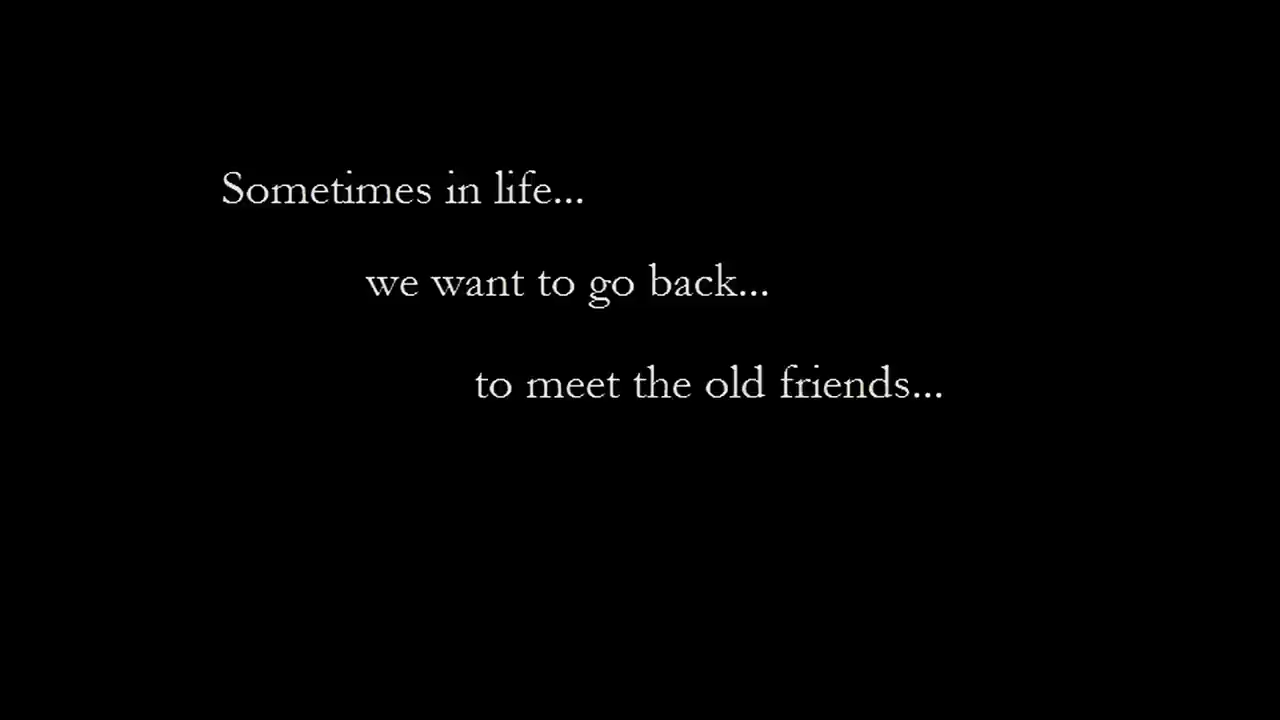 Sometimes in life...
we want to go back...
to meet the old friends...